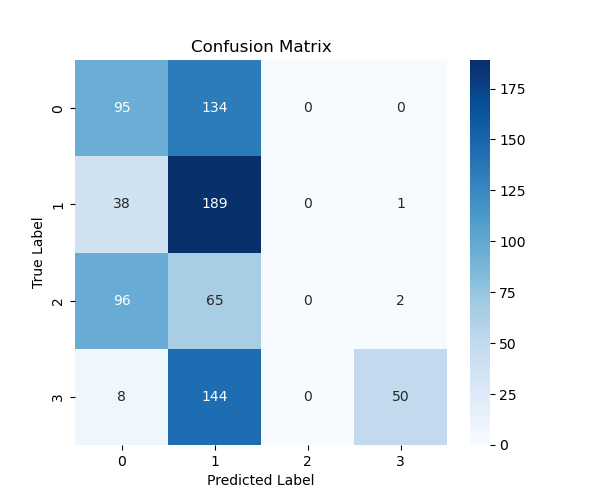 Confusion Matrix
True Label
0 95 134 0 0
1 38 189 0 1
2 96 65 0 2
3 8 144 0 50
0 1 2 3
Predicted Label
175
150
125
100
75
50
25
0